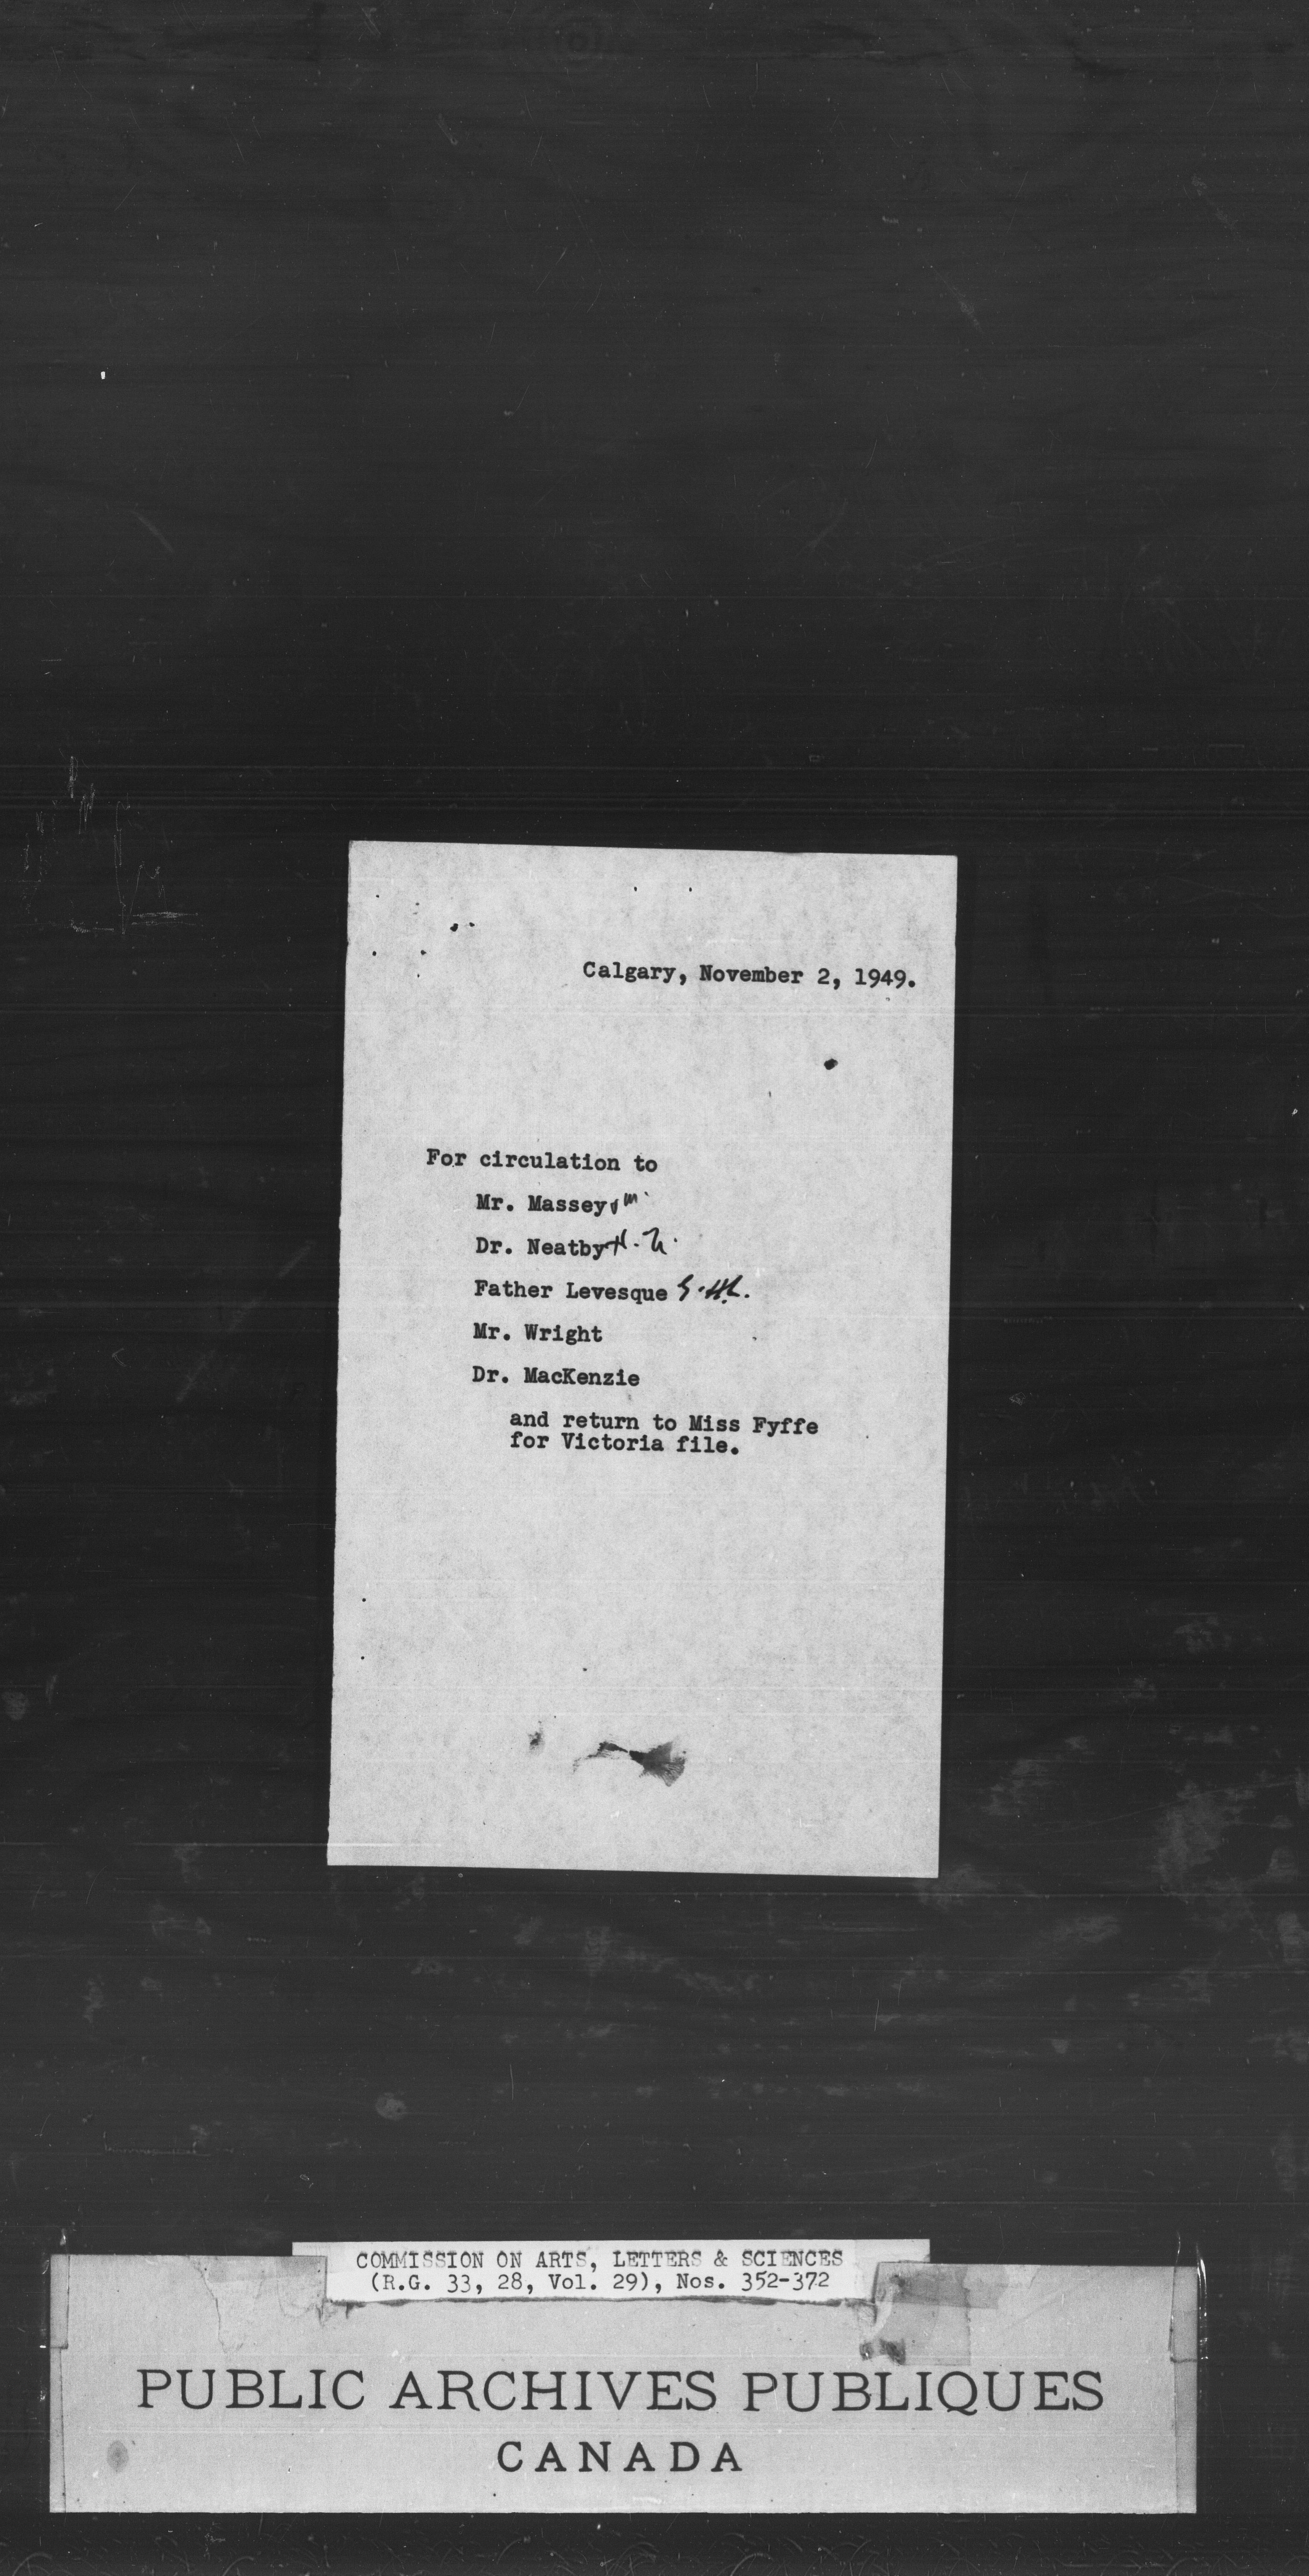 Calgary, November 2, 1949.
For circulation to
Mr. Massey vm
Dr. Neatby H. N.
Father Levesque G.H.L.
Mr. Wright
Dr. MacKenzie
and return to Miss Fyffe
for Victoria file.
COMMISSION ON ARTS, LETTERS & SCIENCES
(R.G. 33, 28, Vol. 29), Nos. 352-372
PUBLIC ARCHIVES PUBLIQUES
CANADA